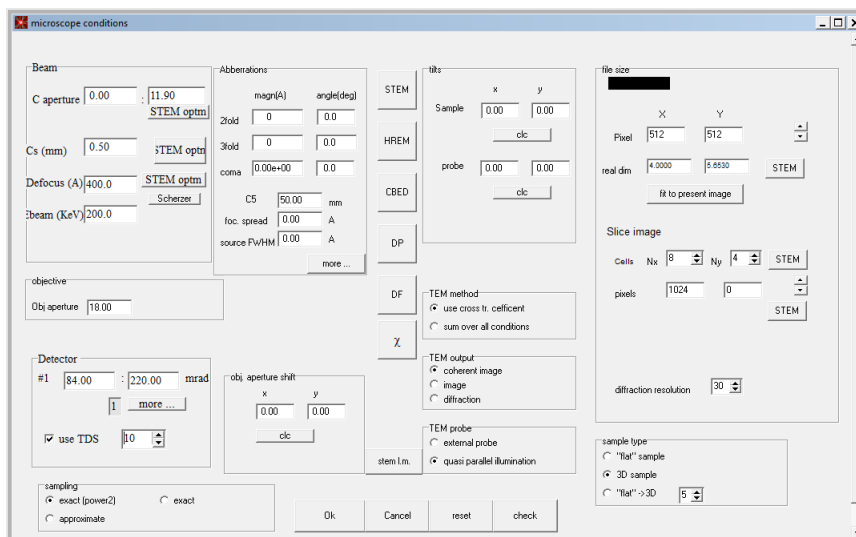 microscope conditions
Beam
C aperture 0.00 : 11.90
STEM optm
Cs (mm) 0.50 STEM optn
Defocus (A) 400.0 STEM optm
Scherzer
Ebeam (KeV) 200.0
objective
Obj aperture 18.00
Detector
#1 84.00 : 220.00 mrad
1 more ...
use TDS 10
sampling
exact (power2) exact
approximate
Abberrations
magn(A) angle(deg)
2fold 0 0.0
3fold 0 0.0
coma 0.00e+00 0.0
C5 50.00 mm
foc. spread 0.00 A
source FWHM 0.00 A
more ...
obj. aperture shift
x y
0.00 0.00
clc
STEM
HREM
CBED
DP
DF
χ
stem l.m.
tilts
x y
Sample 0.00 0.00
clc
probe 0.00 0.00
clc
TEM method
use cross tr. cefficent
sum over all conditions
TEM output
coherent image
image
diffraction
TEM probe
external probe
quasi parallel illumination
Ok Cancel reset check
file size
X Y
Pixel 512 512
real dim 4.0000 5.6530 STEM
fit to present image
Slice image
Cells Nx 8 Ny 4 STEM
pixels 1024 0
STEM
diffraction resolution 30
sample type
"flat" sample
3D sample
"flat" ->3D 5